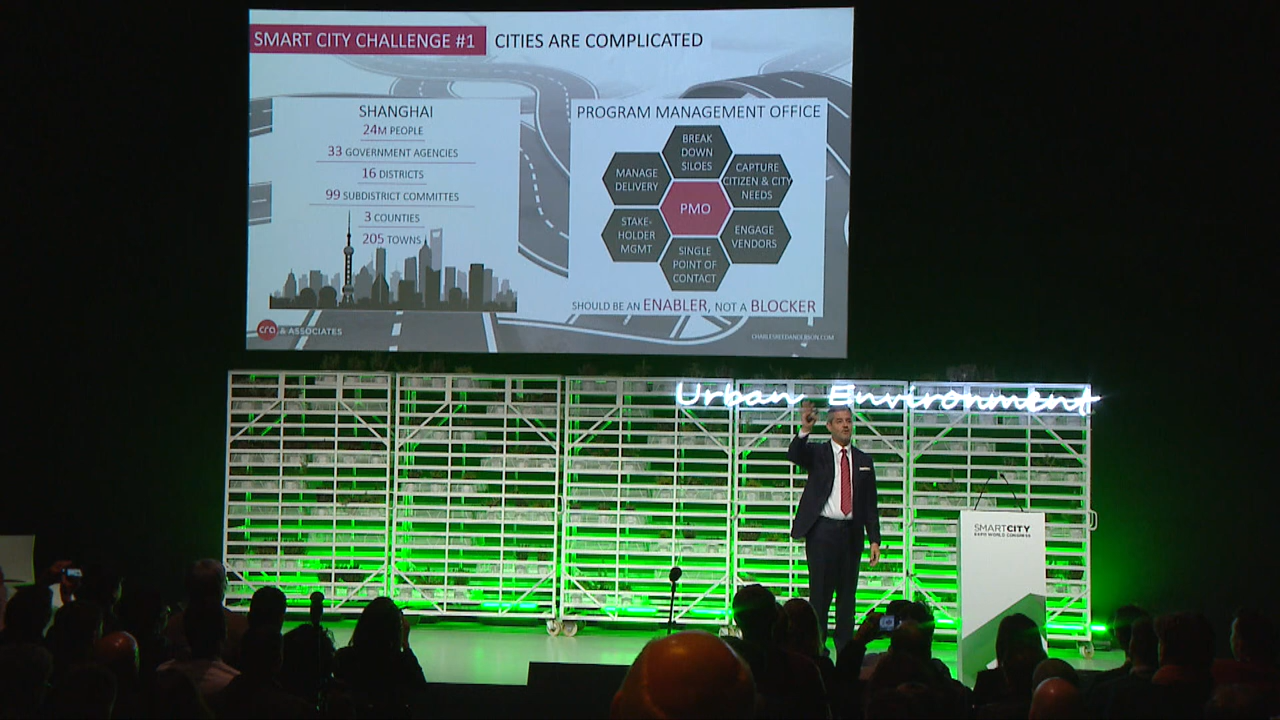 SMART CITY CHALLENGE #1 CITIES ARE COMPLICATED
SHANGHAI
24M PEOPLE
33 GOVERNMENT AGENCIES
16 DISTRICTS
99 SUBDISTRICT COMMITTES
3 COUNTIES
205 TOWNS
PROGRAM MANAGEMENT OFFICE
BREAK
DOWN
SILOES
MANAGE
DELIVERY
CAPTURE
CITIZEN & CITY
NEEDS
PMO
STAKE-
HOLDER
MGMT
ENGAGE
VENDORS
SINGLE
POINT OF
CONTACT
SHOULD BE AN ENABLER, NOT A BLOCKER
cra & ASSOCIATES
CHARLESREEDANDERSON.COM
Urban Environment
SMARTCITY
EXPO WORLD CONGRESS